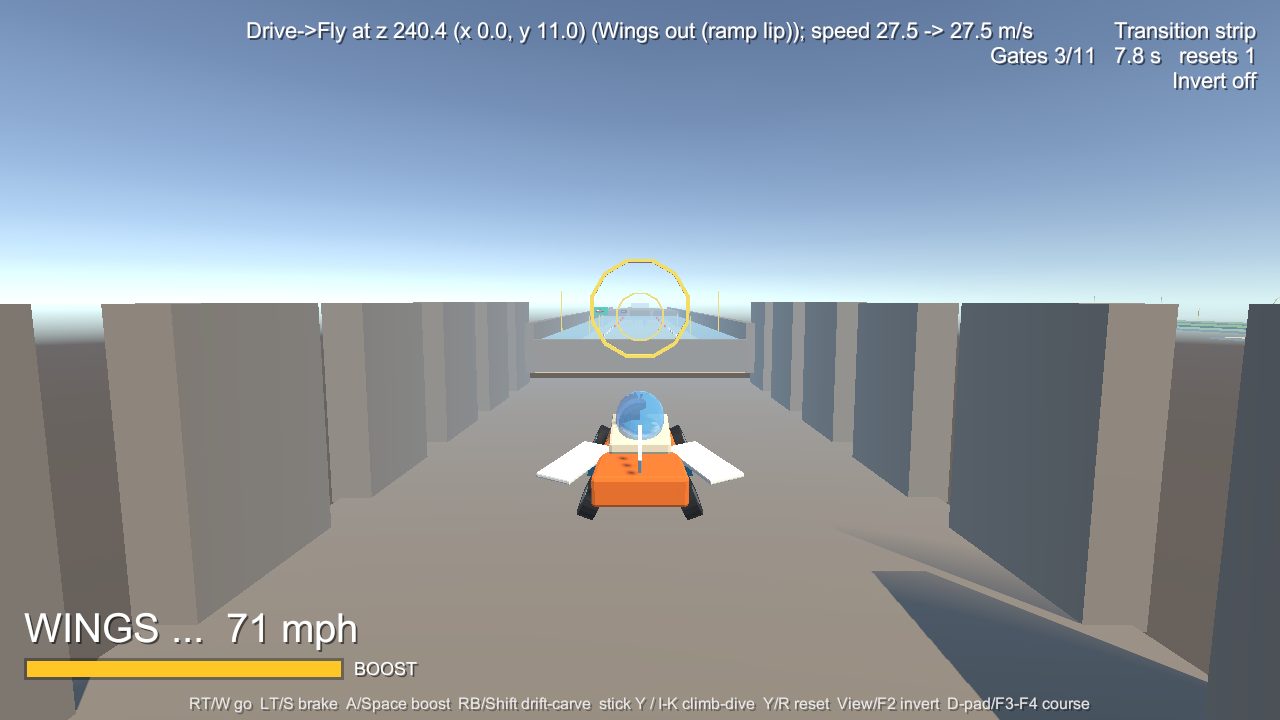 Drive->Fly at z 240.4 (x 0.0, y 11.0) (Wings out (ramp lip)); speed 27.5 -> 27.5 m/s
Transition strip
Gates 3/11 7.8 s resets 1
Invert off
WINGS ... 71 mph
BOOST
RT/W go LT/S brake A/Space boost RB/Shift drift-carve stick Y / I-K climb-dive Y/R reset View/F2 invert D-pad/F3-F4 course